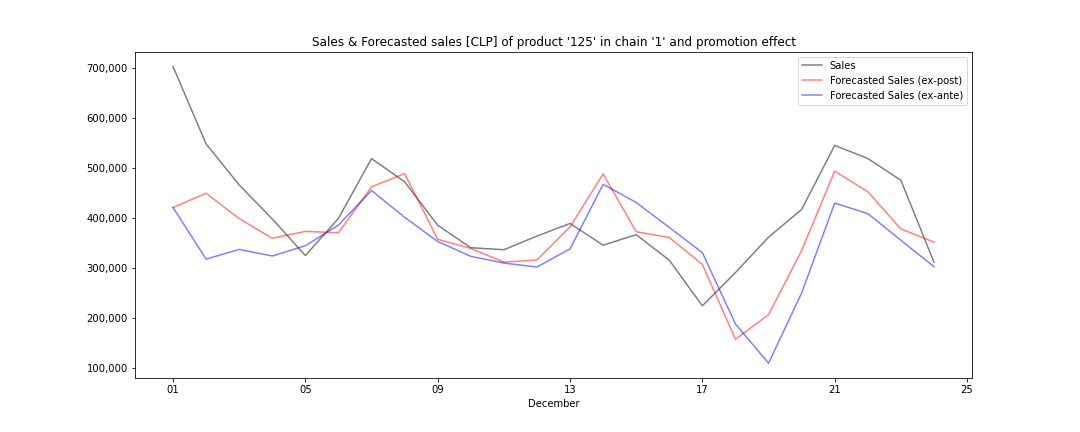 Sales & Forecasted sales [CLP] of product '125' in chain '1' and promotion effect
Sales
Forecasted Sales (ex-post)
Forecasted Sales (ex-ante)
700,000
600,000
500,000
400,000
300,000
200,000
100,000
01 05 09 13 17 21 25
December